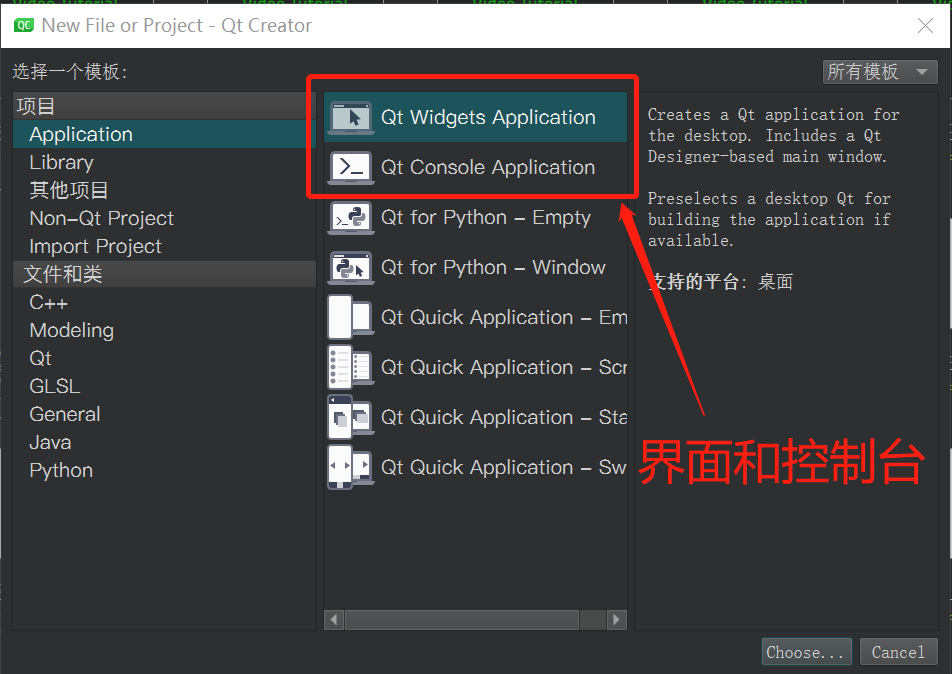 New File or Project - Qt Creator
选择一个模板:
所有模板
项目
Application
Library
其他项目
Non-Qt Project
Import Project
文件和类
C++
Modeling
Qt
GLSL
General
Java
Python
Qt Widgets Application
Qt Console Application
Qt for Python - Empty
Qt for Python - Window
Qt Quick Application - Em
Qt Quick Application - Scr
Qt Quick Application - Sta
Qt Quick Application - Sw
Creates a Qt application for
the desktop. Includes a Qt
Designer-based main window.
Preselects a desktop Qt for
building the application if
available.
支持的平台: 桌面
界面和控制台
Choose...
Cancel